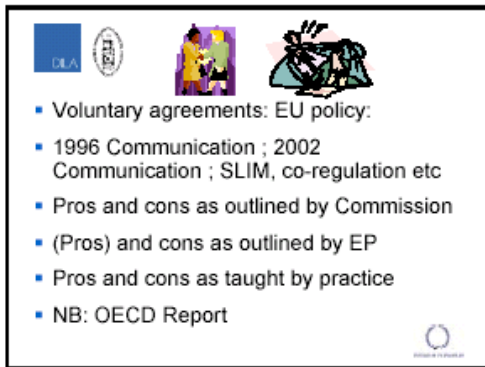 DILA
Voluntary agreements: EU policy:
1996 Communication ; 2002
Communication ; SLIM, co-regulation etc
Pros and cons as outlined by Commission
(Pros) and cons as outlined by EP
Pros and cons as taught by practice
NB: OECD Report